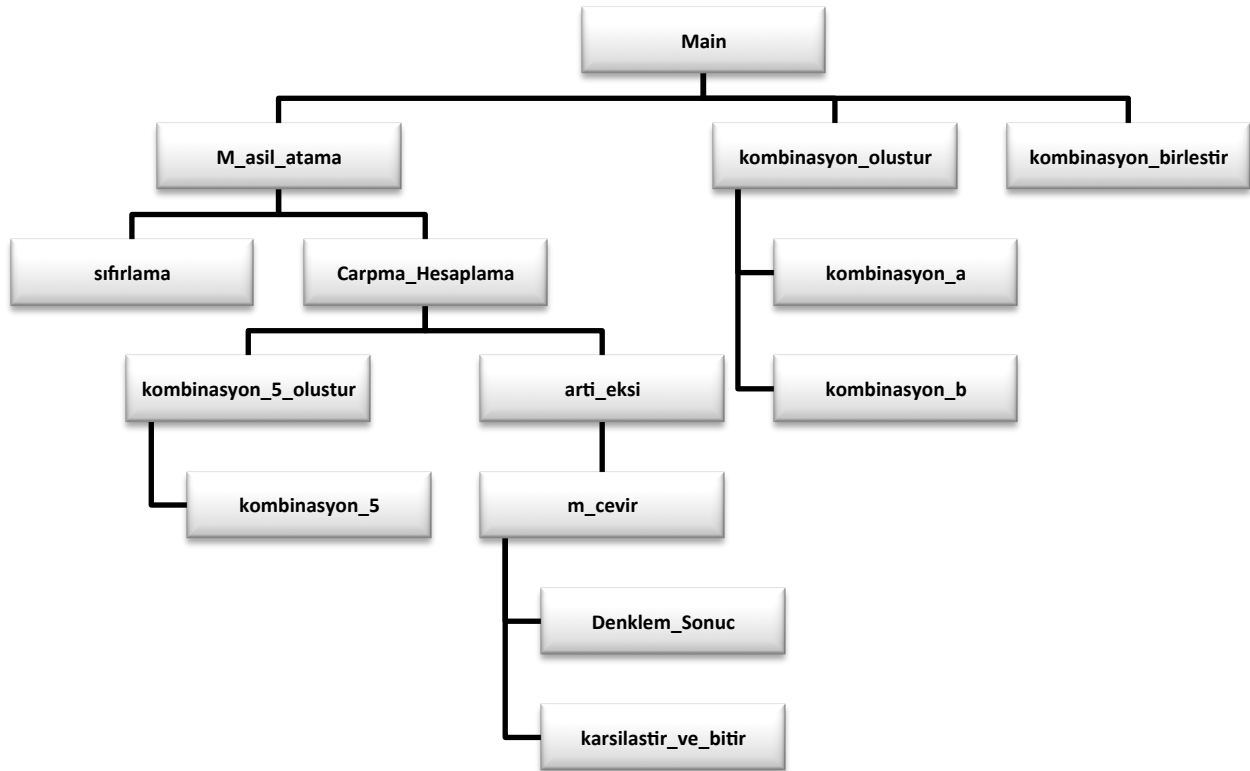 Main
M_asil_atama
kombinasyon_olustur
kombinasyon_birlestir
sıfırlama
Carpma_Hesaplama
kombinasyon_a
kombinasyon_5_olustur
arti_eksi
kombinasyon_b
kombinasyon_5
m_cevir
Denklem_Sonuc
karsilastir_ve_bitir